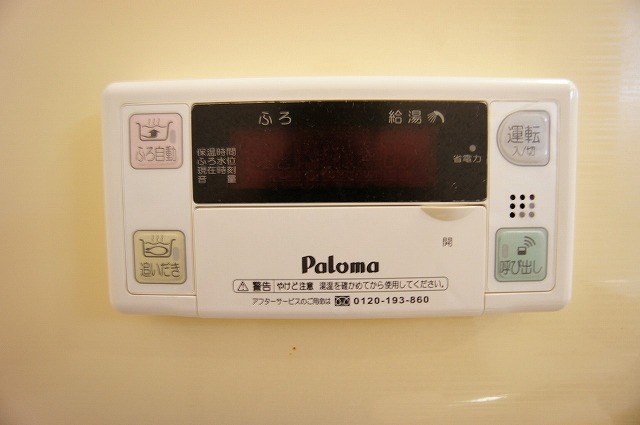 ふろ 給湯
ふろ自動
保温時間
ふろ水位
現在時刻
音量
省電力
運転
入/切
追いだき
開
呼び出し
Paloma
警告 やけど注意 湯温を確かめてから使用してください。
アフターサービスのご用命は 0120-193-860